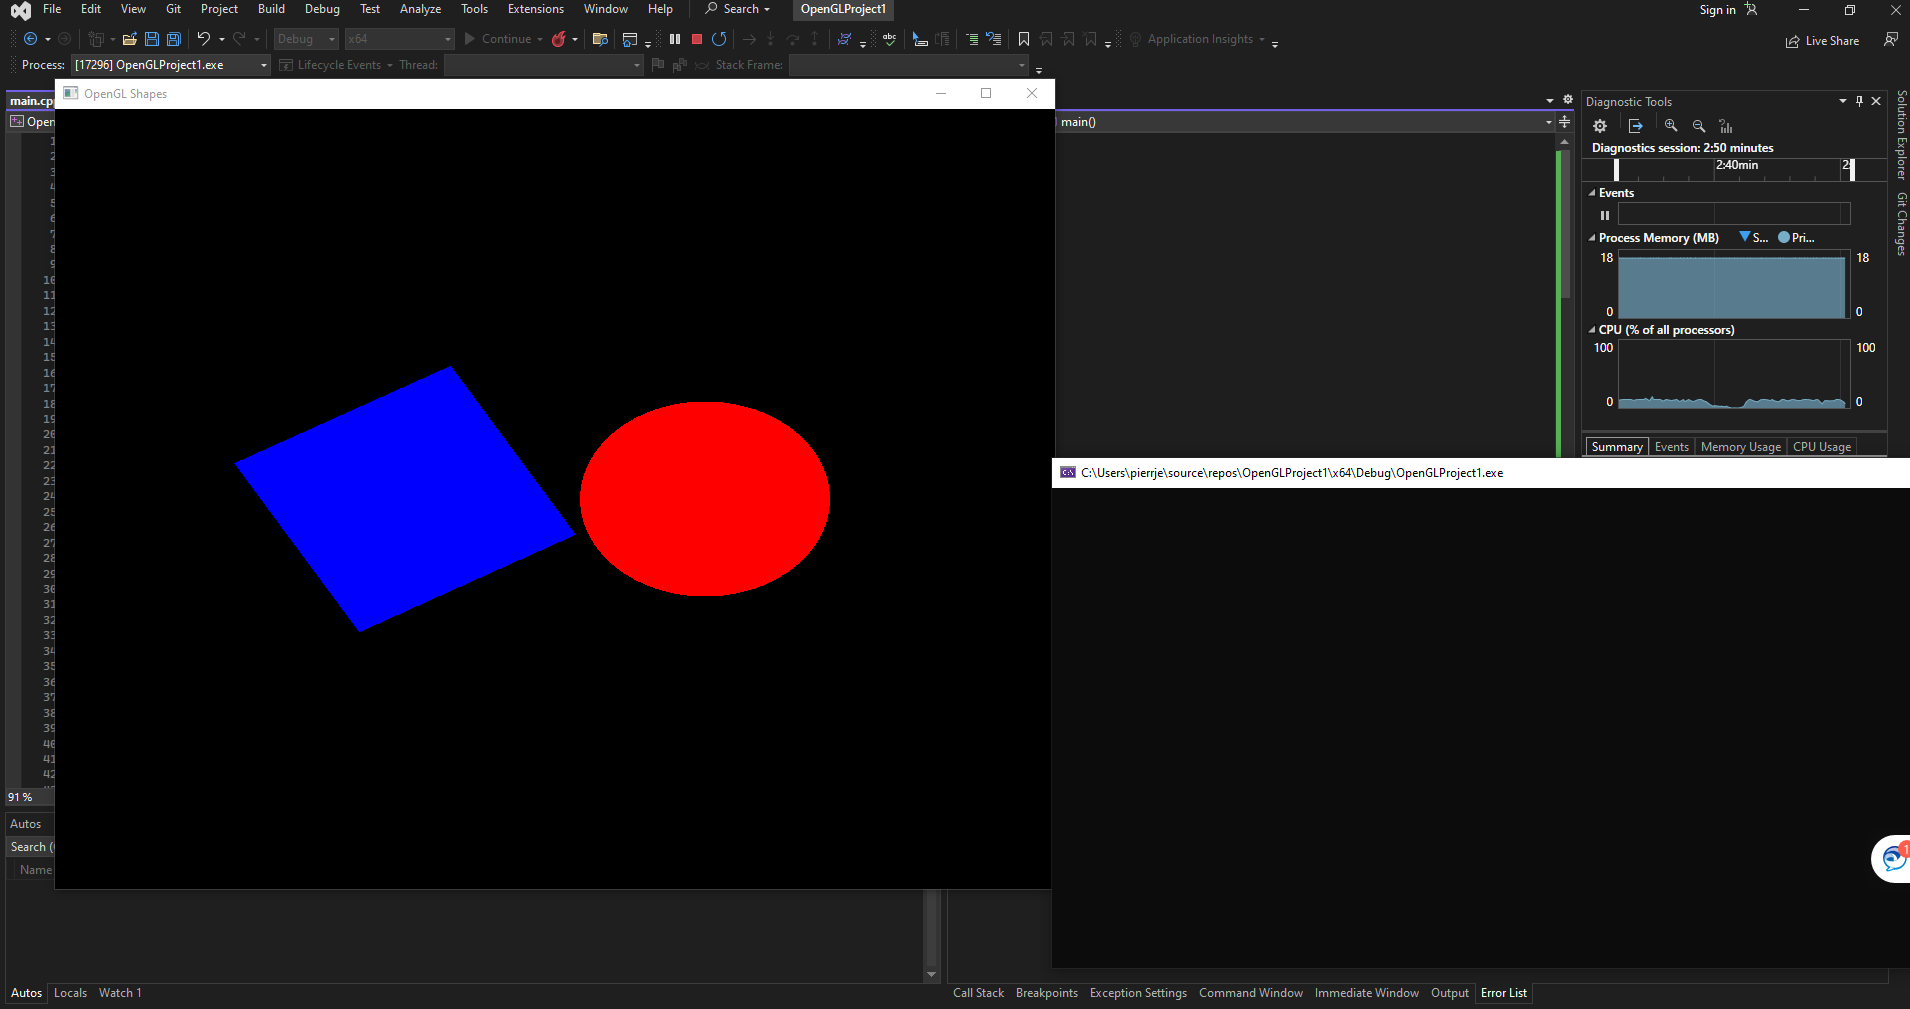 File Edit View Git Project Build Debug Test Analyze Tools Extensions Window Help Search OpenGLProject1 Sign in
Debug x64 Continue Application Insights Live Share
Process: [17296] OpenGLProject1.exe Lifecycle Events Thread: Stack Frame:
OpenGL Shapes
main.cp
Open
main()
1
2
3
4
5
6
7
8
9
10
11
12
13
14
15
16
17
18
19
20
21
22
23
24
25
26
27
28
29
30
31
32
33
34
35
36
37
38
39
40
41
42
91 %
Diagnostic Tools
Diagnostics session: 2:50 minutes
2:40min
Events
Process Memory (MB) S... Pri...
18 18
0 0
CPU (% of all processors)
100 100
0 0
Summary Events Memory Usage CPU Usage
Solution Explorer
Git Changes
C:\Users\pierrje\source\repos\OpenGLProject1\x64\Debug\OpenGLProject1.exe
1
Autos
Search (
Name
Autos Locals Watch 1
Call Stack Breakpoints Exception Settings Command Window Immediate Window Output Error List